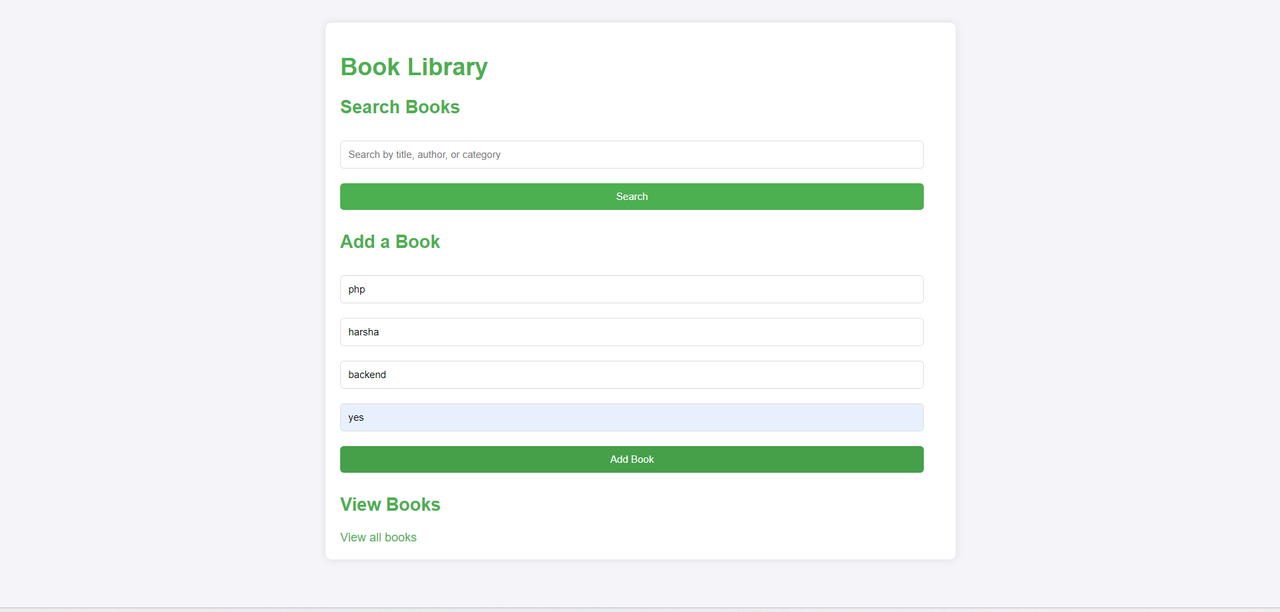 Book Library
Search Books
Search by title, author, or category
Search
Add a Book
php
harsha
backend
yes
Add Book
View Books
View all books